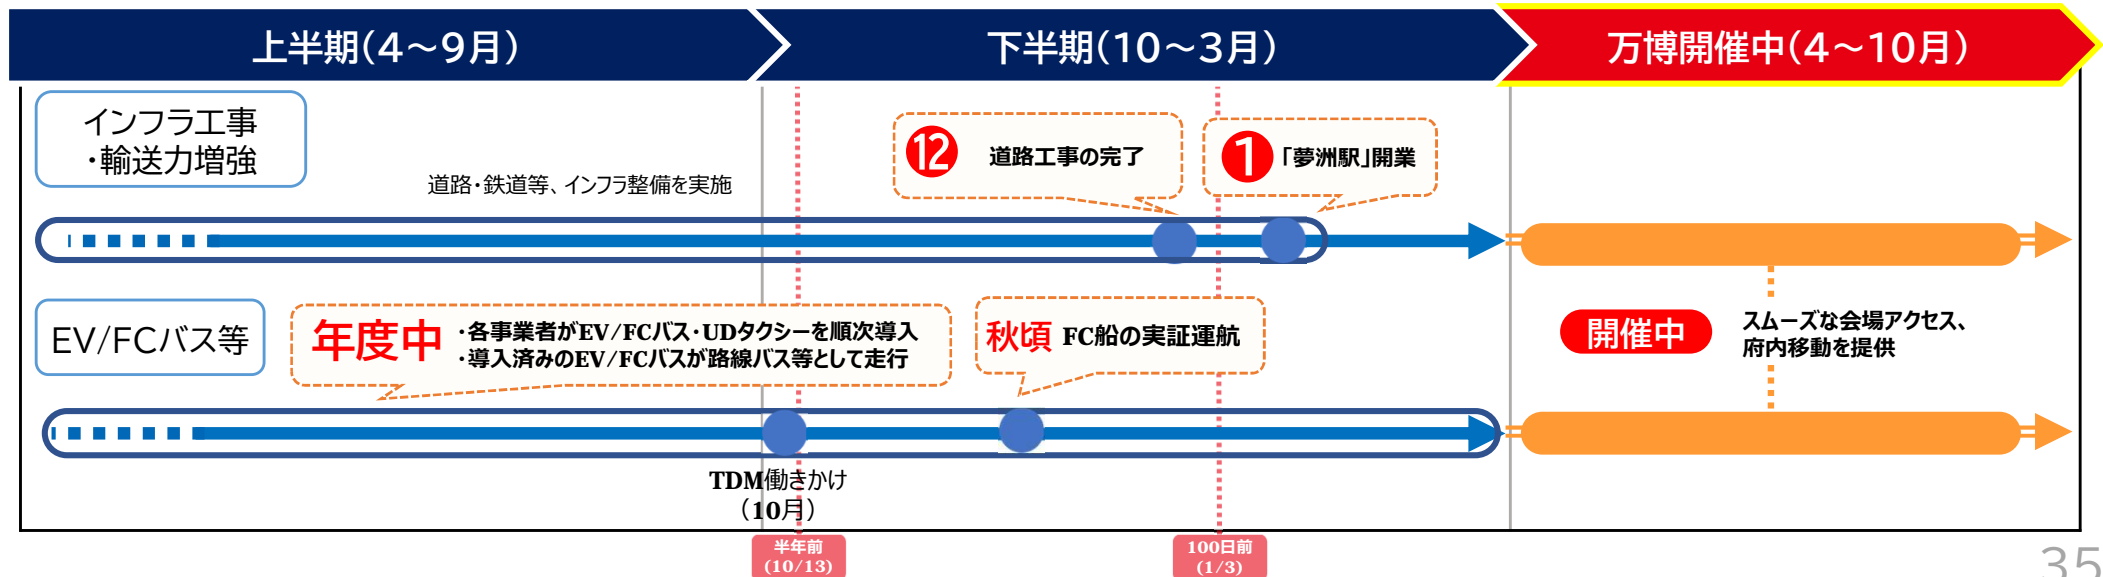 上半期(4～9月)
下半期(10～3月)
万博開催中(4～10月)
インフラ工事
・輸送力増強
道路・鉄道等、インフラ整備を実施
12 道路工事の完了
1 「夢洲駅」開業
EV/FCバス等
年度中
・各事業者がEV/FCバス・UDタクシーを順次導入
・導入済みのEV/FCバスが路線バス等として走行
秋頃 FC船の実証運航
開催中
スムーズな会場アクセス、
府内移動を提供
TDM働きかけ
(10月)
半年前
(10/13)
100日前
(1/3)
35